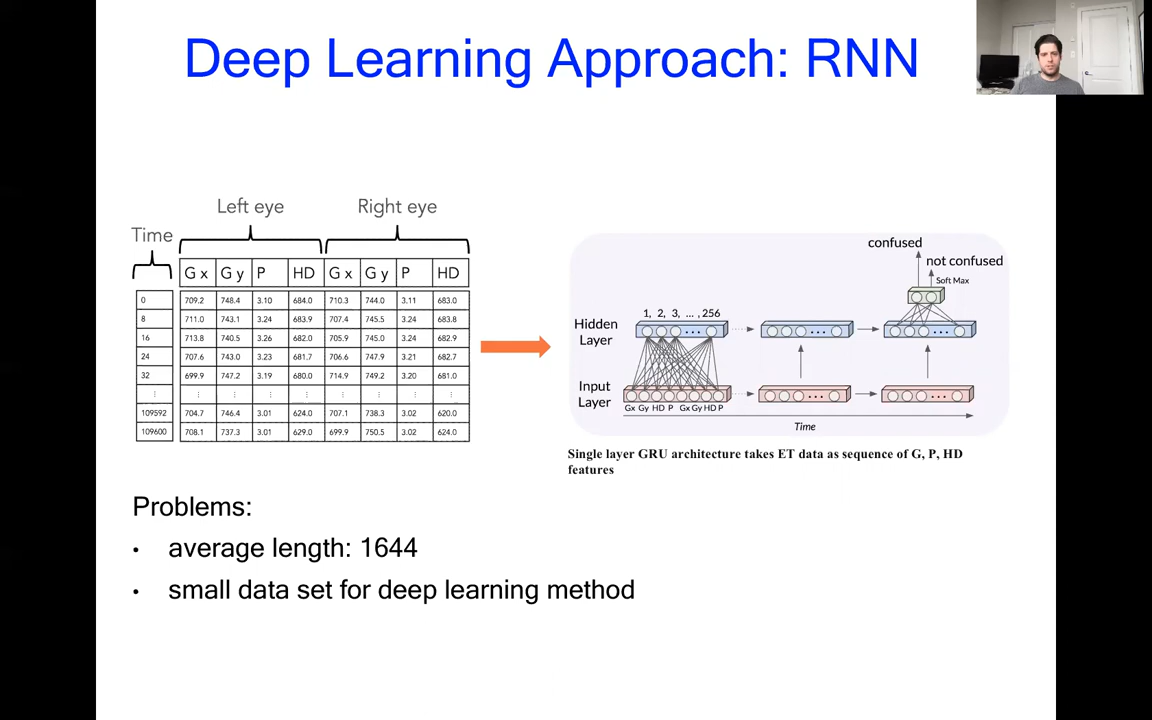 Deep Learning Approach: RNN
Left eye Right eye
Time
G x G y P HD G x G y P HD
0 709.2 748.4 3.10 684.0 710.3 744.0 3.11 683.0
8 711.0 743.1 3.24 683.9 707.4 745.5 3.24 683.8
16 713.8 740.5 3.26 682.0 705.9 745.0 3.24 682.9
24 707.6 743.0 3.23 681.7 706.6 747.9 3.21 682.7
32 699.9 747.2 3.19 680.0 714.9 749.2 3.20 681.0
⋮ ⋮ ⋮ ⋮ ⋮ ⋮ ⋮ ⋮ ⋮
109592 704.7 746.4 3.01 624.0 707.1 738.3 3.02 620.0
109600 708.1 737.3 3.01 629.0 699.9 750.5 3.02 624.0
confused
not confused
Soft Max
1, 2, 3, ... , 256
Hidden
Layer
Input
Layer
Gx Gy HD P Gx Gy HD P
Time
Single layer GRU architecture takes ET data as sequence of G, P, HD
features
Problems:
• average length: 1644
• small data set for deep learning method